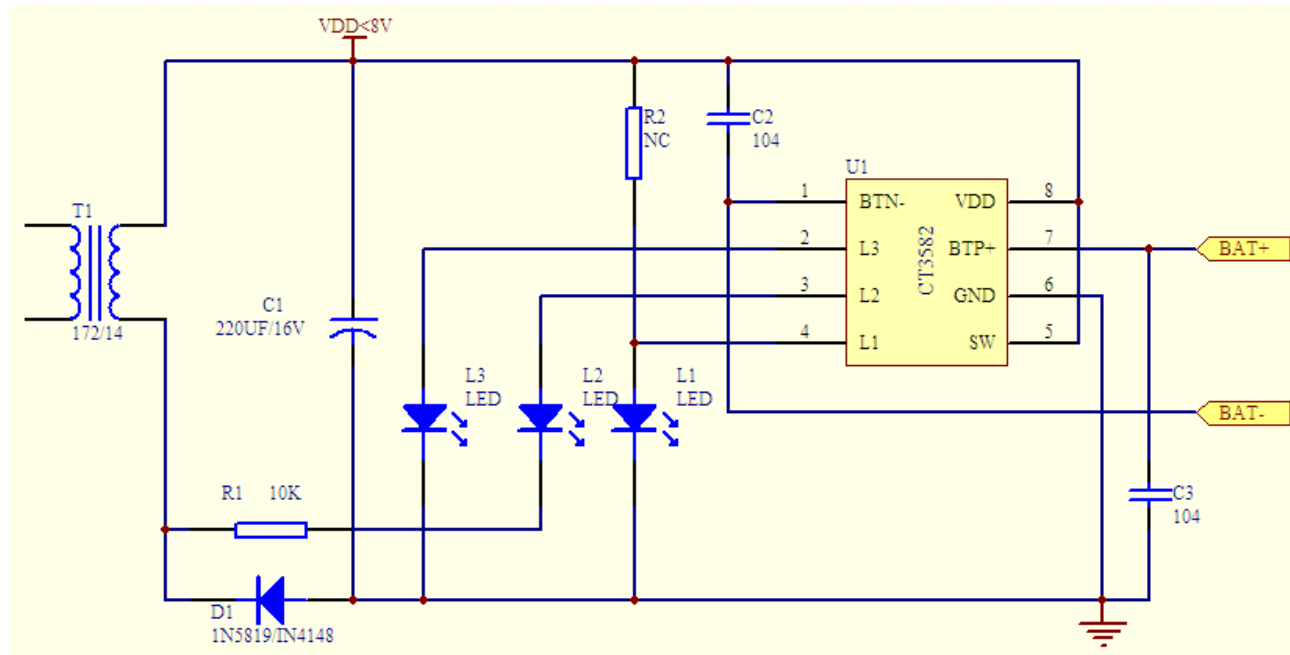 VDD<8V
R2
NC
C2
104
U1
1
BTN-
VDD
8
T1
2
L3
BTP+
7
BAT+
CT3582
3
L2
GND
6
C1
220UF/16V
172/14
4
L1
SW
5
L3
LED
L2
LED
L1
LED
BAT-
R1
10K
C3
104
D1
1N5819/IN4148